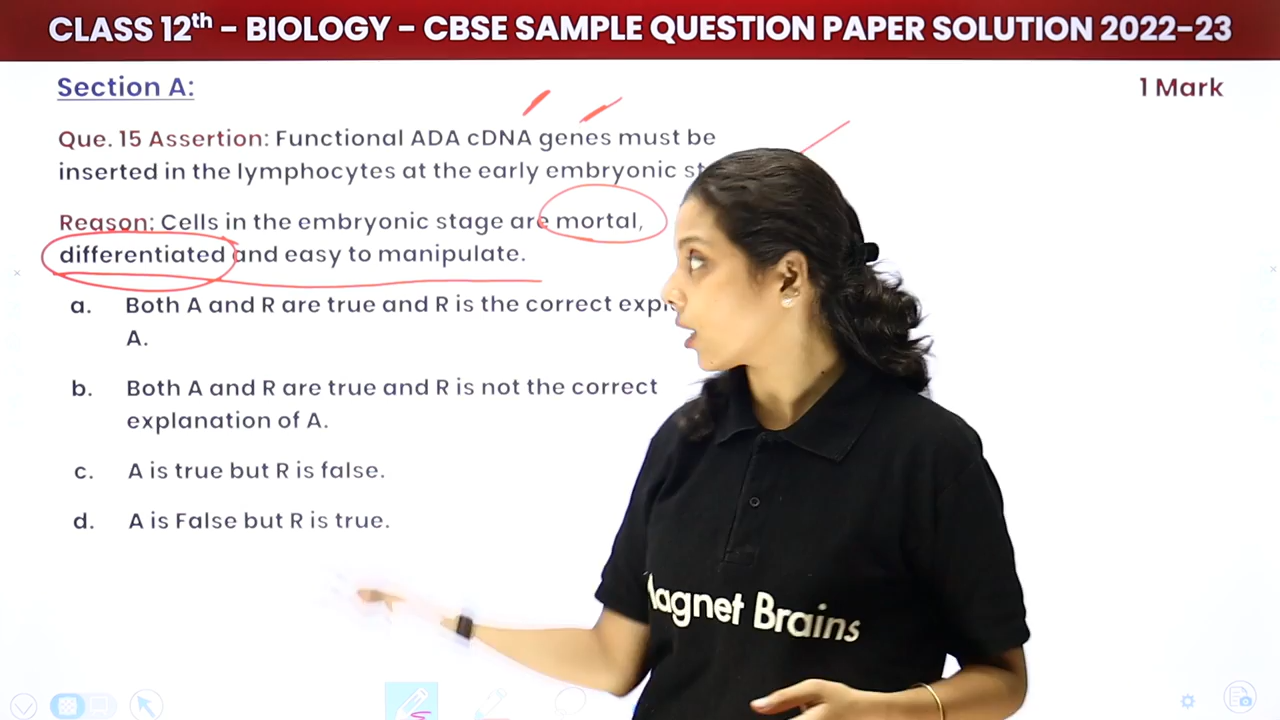 CLASS 12th – BIOLOGY – CBSE SAMPLE QUESTION PAPER SOLUTION 2022–23
Section A:
1 Mark
Que. 15 Assertion: Functional ADA cDNA genes must be
inserted in the lymphocytes at the early embryonic
Reason: Cells in the embryonic stage are mortal,
differentiated and easy to manipulate.
a. Both A and R are true and R is the correct
A.
b. Both A and R are true and R is not the correct
explanation of A.
c. A is true but R is false.
d. A is False but R is true.
Magnet Brains